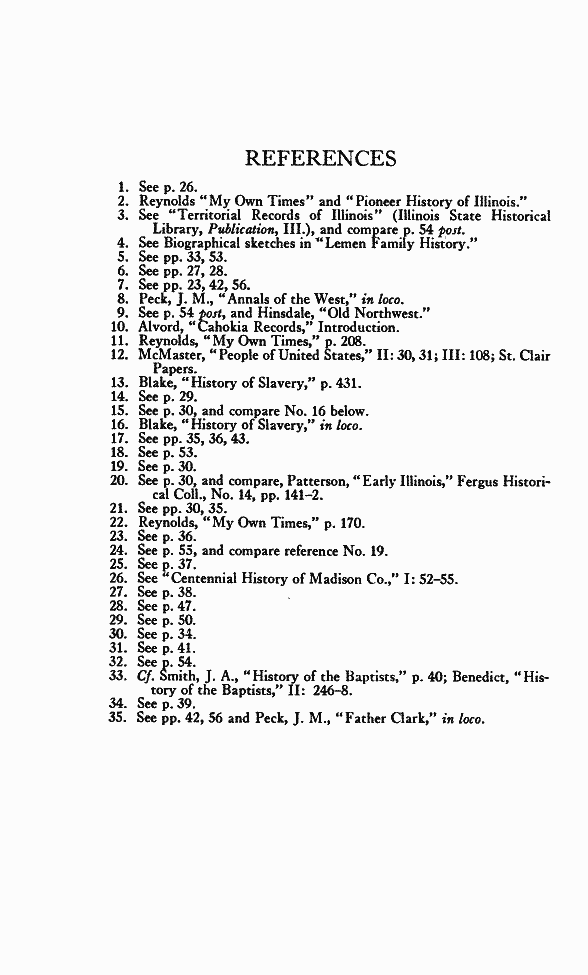 REFERENCES
1. See p. 26.
2. Reynolds "My Own Times" and "Pioneer History of Illinois."
3. See "Territorial Records of Illinois" (Illinois State Historical
Library, Publication, III.), and compare p. 54 post.
4. See Biographical sketches in "Lemen Family History."
5. See pp. 33, 53.
6. See pp. 27, 28.
7. See pp. 23, 42, 56.
8. Peck, J. M., "Annals of the West," in loco.
9. See p. 54 post, and Hinsdale, "Old Northwest."
10. Alvord, "Cahokia Records," Introduction.
11. Reynolds, "My Own Times," p. 208.
12. McMaster, "People of United States," II: 30, 31; III: 108; St. Clair
Papers.
13. Blake, "History of Slavery," p. 431.
14. See p. 29.
15. See p. 30, and compare No. 16 below.
16. Blake, "History of Slavery," in loco.
17. See pp. 35, 36, 43.
18. See p. 53.
19. See p. 30.
20. See p. 30, and compare, Patterson, "Early Illinois," Fergus Histori-
cal Coll., No. 14, pp. 141–2.
21. See pp. 30, 35.
22. Reynolds, "My Own Times," p. 170.
23. See p. 36.
24. See p. 55, and compare reference No. 19.
25. See p. 37.
26. See "Centennial History of Madison Co.," I: 52–55.
27. See p. 38.
28. See p. 47.
29. See p. 50.
30. See p. 34.
31. See p. 41.
32. See p. 54.
33. Cf. Smith, J. A., "History of the Baptists," p. 40; Benedict, "His-
tory of the Baptists," II: 246–8.
34. See p. 39.
35. See pp. 42, 56 and Peck, J. M., "Father Clark," in loco.